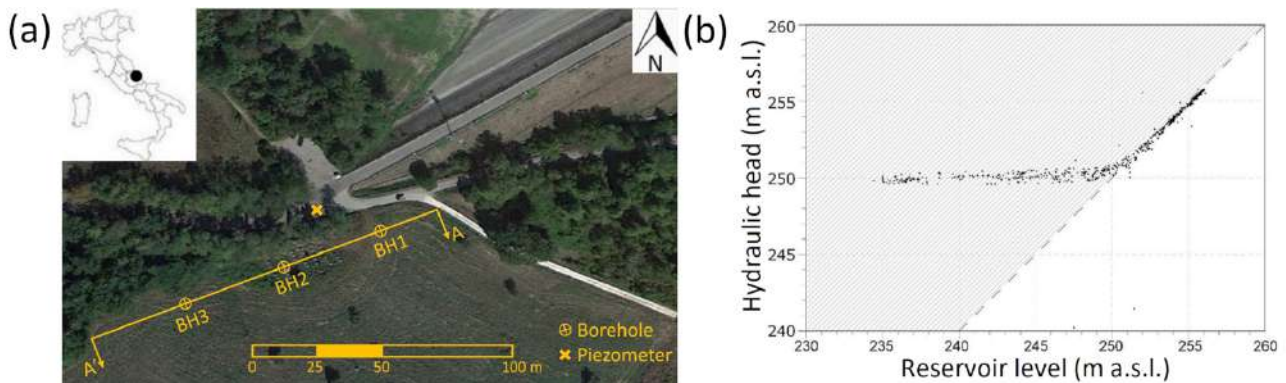 (a)
N
BH1
A
BH2
BH3
A'
Borehole
Piezometer
0 25 50 100 m
(b)
Hydraulic head (m a.s.l.)
260
255
250
245
240
230 235 240 245 250 255 260
Reservoir level (m a.s.l.)